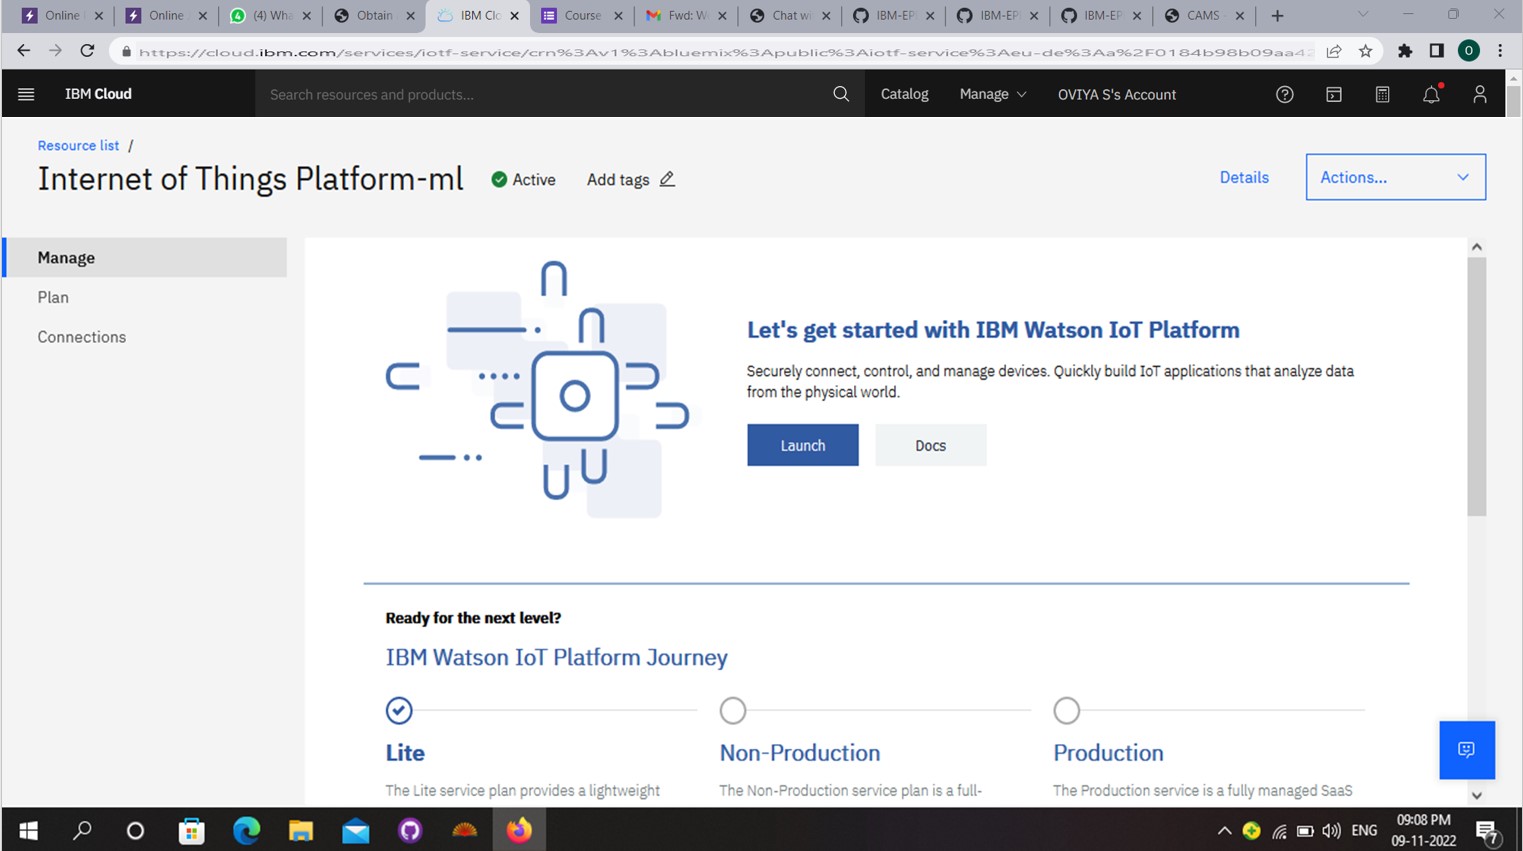 Online
Online
(4) Wha
Obtain
IBM Clo
Course
Fwd: W
Chat wi
IBM-EP
IBM-EP
IBM-EP
CAMS -
https://cloud.ibm.com/services/iotf-service/crn%3Av1%3Abluemix%3Apublic%3Aiotf-service%3Aeu-de%3Aa%2F0184b98b09aa42
O
IBM Cloud
Search resources and products...
Catalog
Manage
OVIYA S's Account
Resource list /
Internet of Things Platform-ml
Active
Add tags
Details
Actions...
Manage
Plan
Connections
Let's get started with IBM Watson IoT Platform
Securely connect, control, and manage devices. Quickly build IoT applications that analyze data
from the physical world.
Launch
Docs
Ready for the next level?
IBM Watson IoT Platform Journey
Lite
Non-Production
Production
The Lite service plan provides a lightweight
The Non-Production service plan is a full-
The Production service is a fully managed SaaS
ENG
09:08 PM
09-11-2022
7